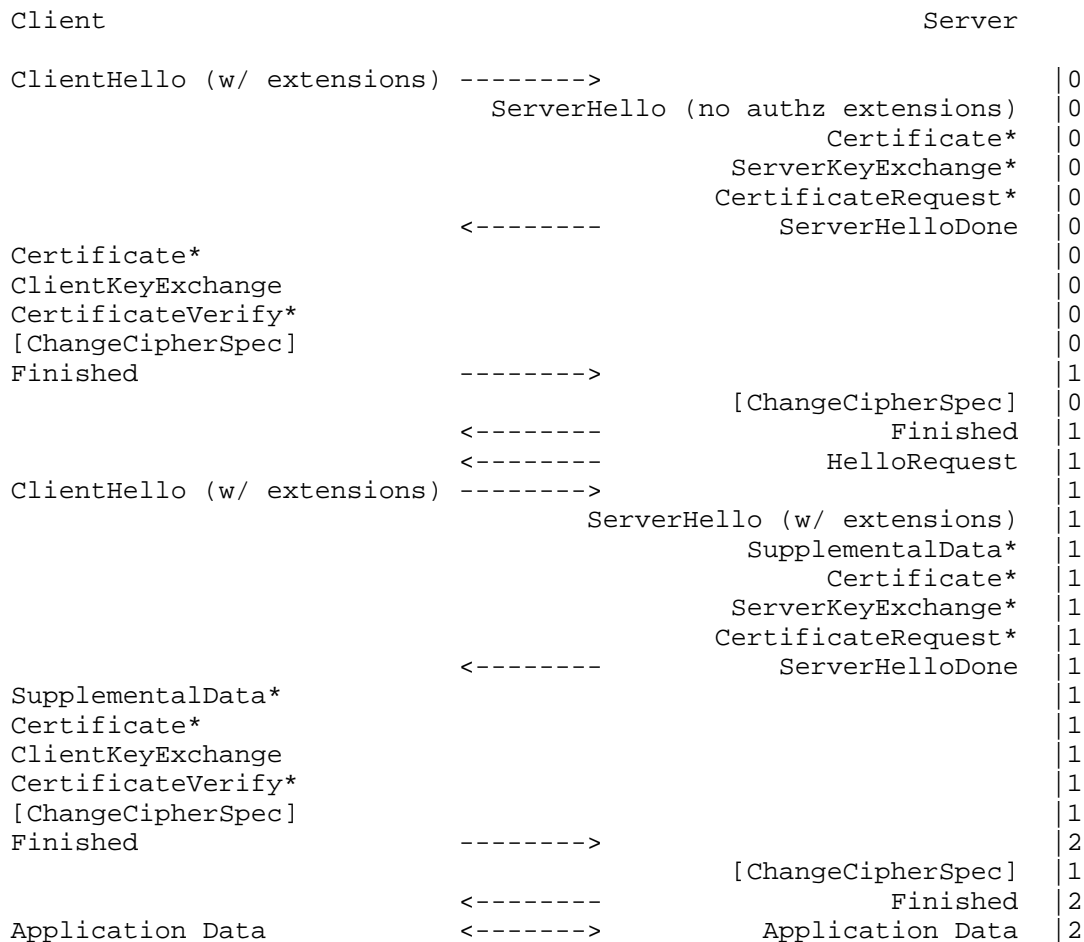 Client                                                   Server

ClientHello (w/ extensions) -------->                            |0
                              ServerHello (no authz extensions)  |0
                                                   Certificate*  |0
                                             ServerKeyExchange*  |0
                                            CertificateRequest*  |0
                            <--------           ServerHelloDone  |0
Certificate*                                                     |0
ClientKeyExchange                                                |0
CertificateVerify*                                               |0
[ChangeCipherSpec]                                               |0
Finished                    -------->                            |1
                                             [ChangeCipherSpec]  |0
                            <--------                  Finished  |1
                            <--------              HelloRequest  |1
ClientHello (w/ extensions) -------->                            |1
                                    ServerHello (w/ extensions)  |1
                                              SupplementalData*  |1
                                                   Certificate*  |1
                                             ServerKeyExchange*  |1
                                            CertificateRequest*  |1
                            <--------           ServerHelloDone  |1
SupplementalData*                                                |1
Certificate*                                                     |1
ClientKeyExchange                                                |1
CertificateVerify*                                               |1
[ChangeCipherSpec]                                               |1
Finished                    -------->                            |2
                                             [ChangeCipherSpec]  |1
                            <--------                  Finished  |2
Application Data            <------->          Application Data  |2